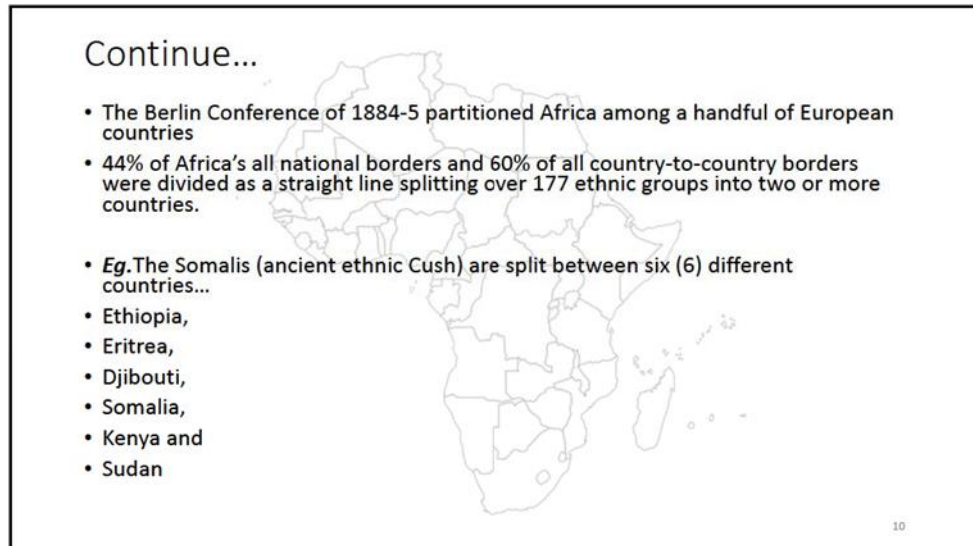 Continue…
• The Berlin Conference of 1884-5 partitioned Africa among a handful of European
countries
• 44% of Africa's all national borders and 60% of all country-to-country borders
were divided as a straight line splitting over 177 ethnic groups into two or more
countries.
• Eg.The Somalis (ancient ethnic Cush) are split between six (6) different
countries…
• Ethiopia,
• Eritrea,
• Djibouti,
• Somalia,
• Kenya and
• Sudan
10